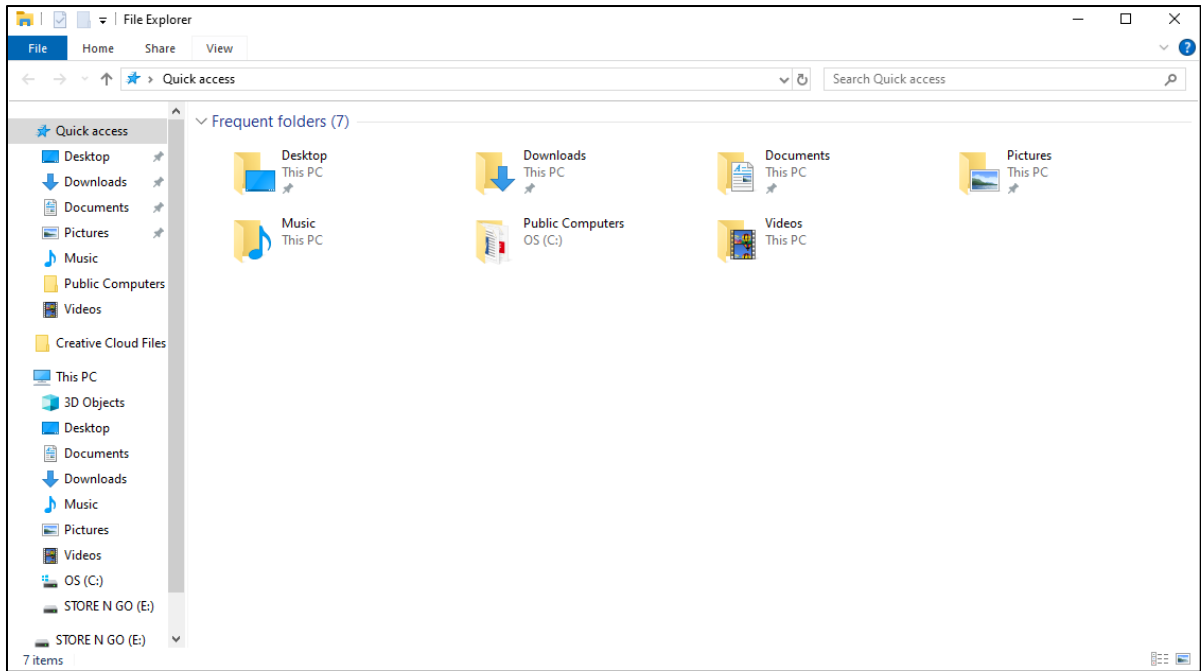 File Explorer
File Home Share View
Quick access
Search Quick access
Quick access
Desktop
Downloads
Documents
Pictures
Music
Public Computers
Videos
Creative Cloud Files
This PC
3D Objects
Desktop
Documents
Downloads
Music
Pictures
Videos
OS (C:)
STORE N GO (E:)
STORE N GO (E:)
Frequent folders (7)
Desktop
This PC
Downloads
This PC
Documents
This PC
Pictures
This PC
Music
This PC
Public Computers
OS (C:)
Videos
This PC
7 items